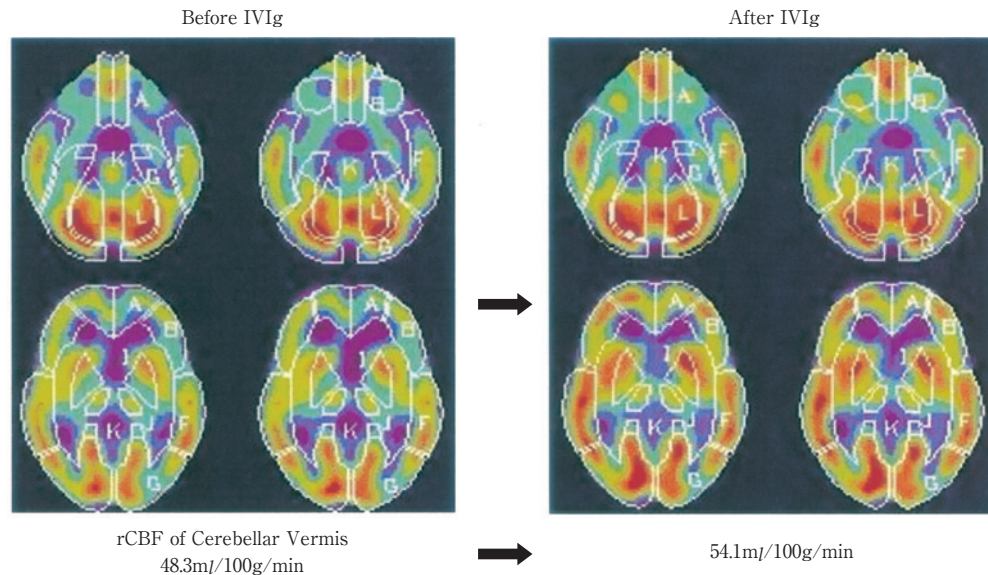 Before IVIg
After IVIg
A
A
B
F
K
K
G
L
L
G
A
A
B
B
I
F
F
K
K
G
G
A
A
B
F
K
K
G
L
L
G
A
A
B
B
F
F
J
K
K
G
G
rCBF of Cerebellar Vermis
48.3ml/100g/min
54.1ml/100g/min